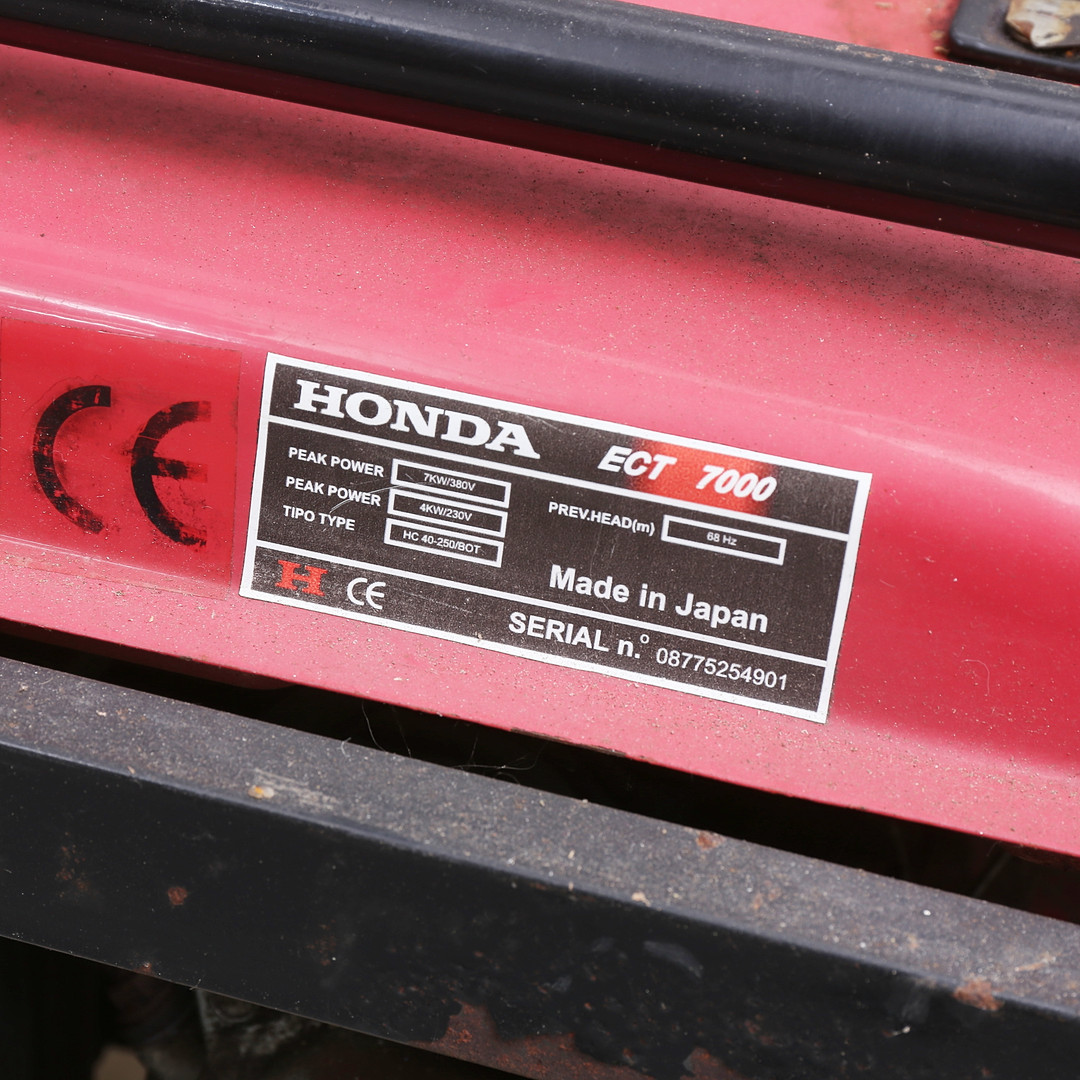 CE
HONDA ECT 7000
PEAK POWER 7KW/380V
PEAK POWER 4KW/230V PREV.HEAD(m) 68 Hz
TIPO TYPE HC 40-250/BOT
Made in Japan
H CE SERIAL n.° 08775254901